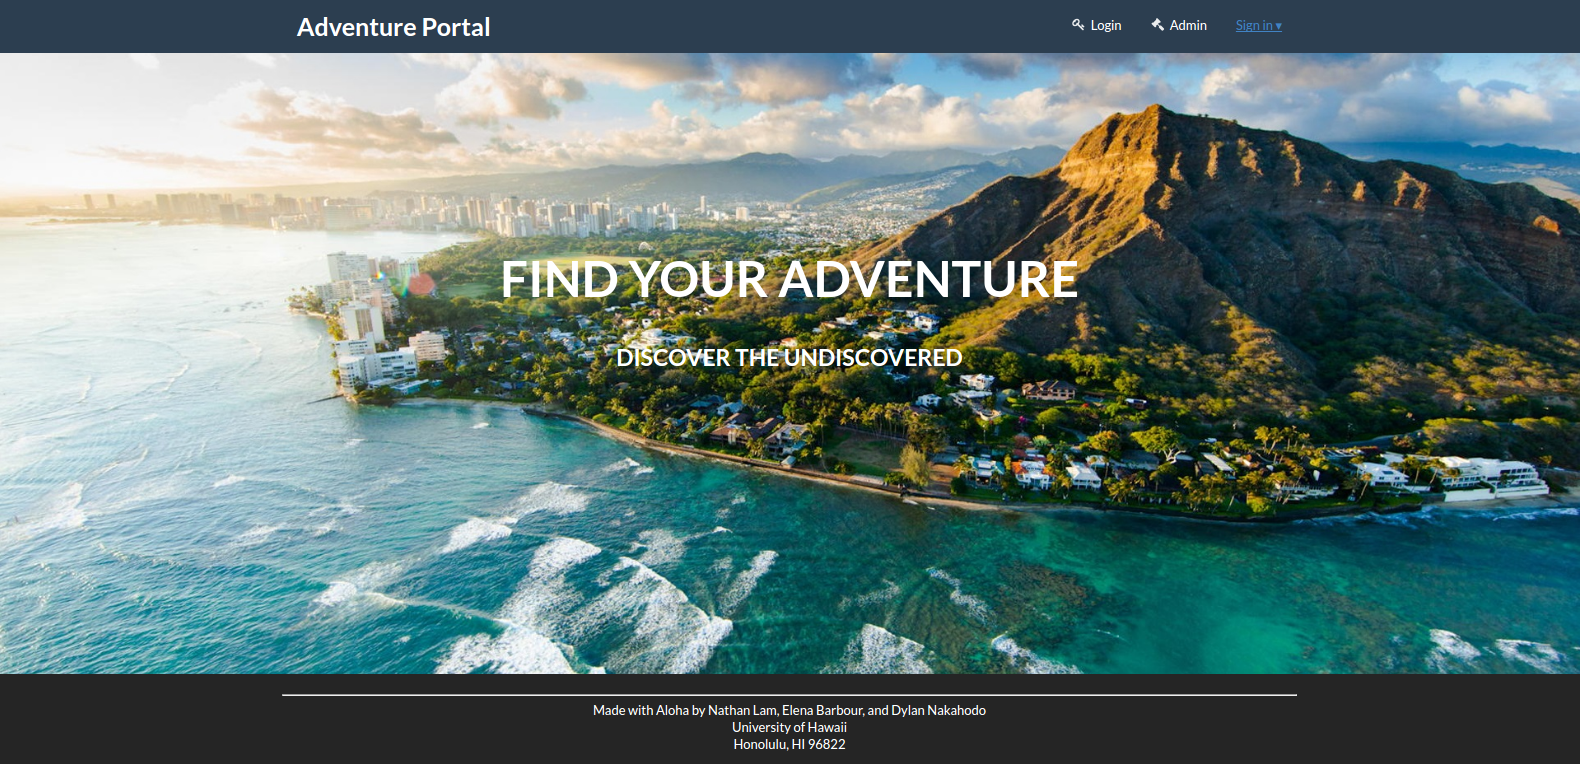 Adventure Portal
Login
Admin
Sign in ▾
FIND YOUR ADVENTURE
DISCOVER THE UNDISCOVERED
Made with Aloha by Nathan Lam, Elena Barbour, and Dylan Nakahodo
University of Hawaii
Honolulu, HI 96822